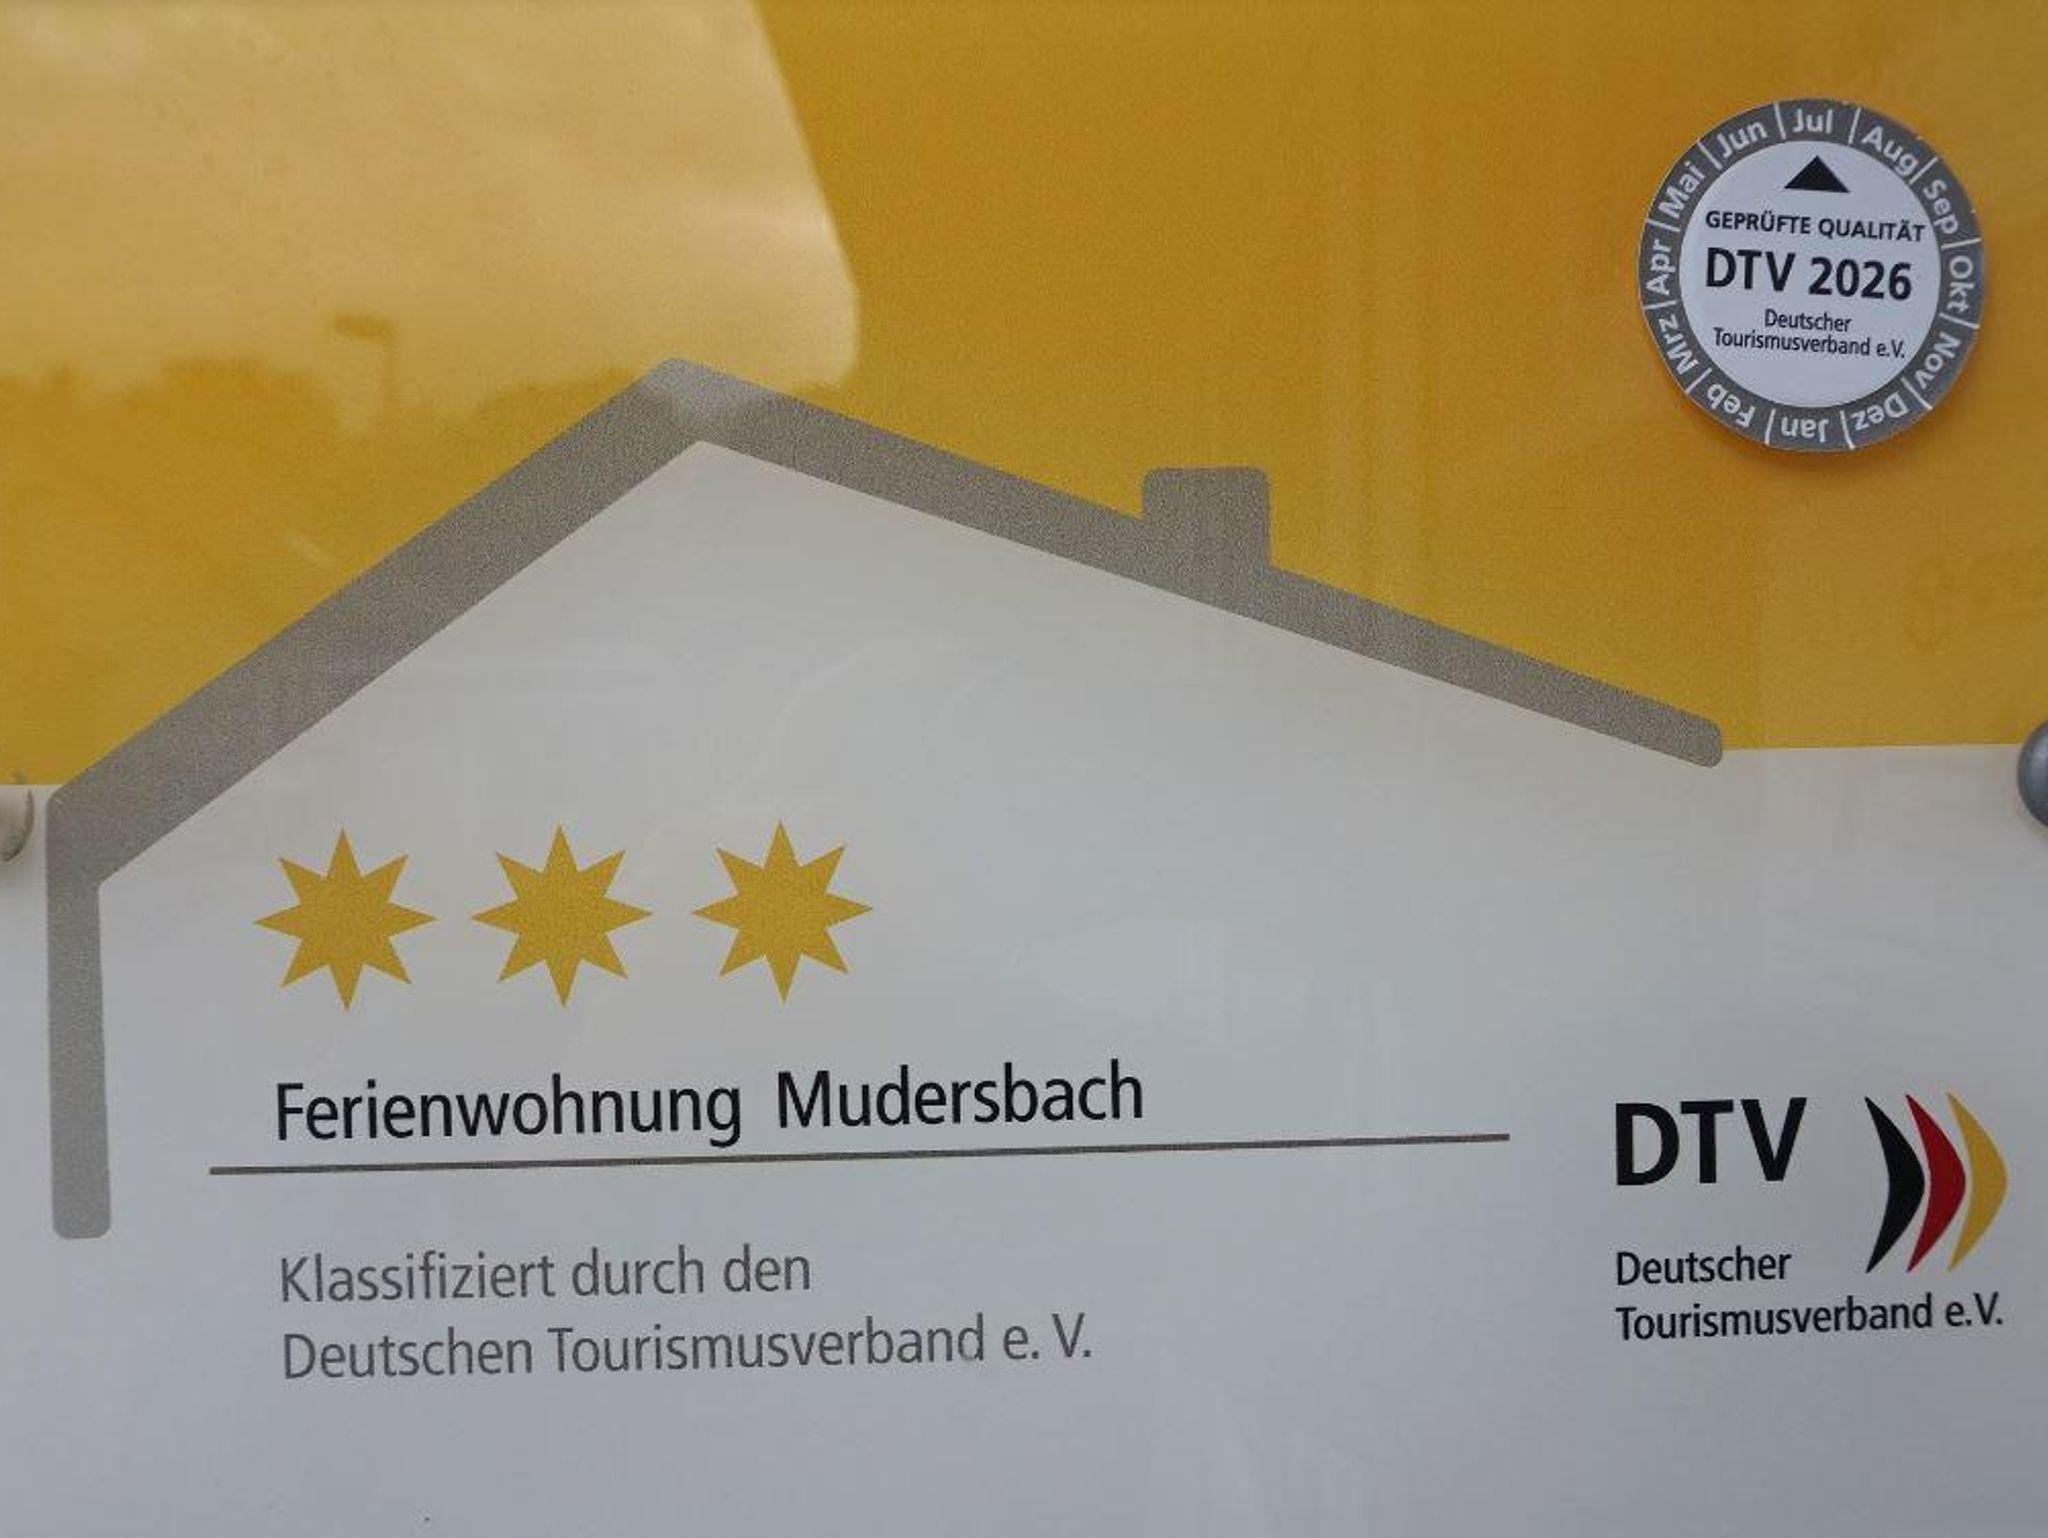 Jan | Feb | Mrz | Apr | Mai | Jun | Jul | Aug | Sep | Okt | Nov | Dez |
GEPRÜFTE QUALITÄT
DTV 2026
Deutscher
Tourismusverband e.V.
Ferienwohnung Mudersbach
Klassifiziert durch den
Deutschen Tourismusverband e. V.
DTV
Deutscher
Tourismusverband e.V.